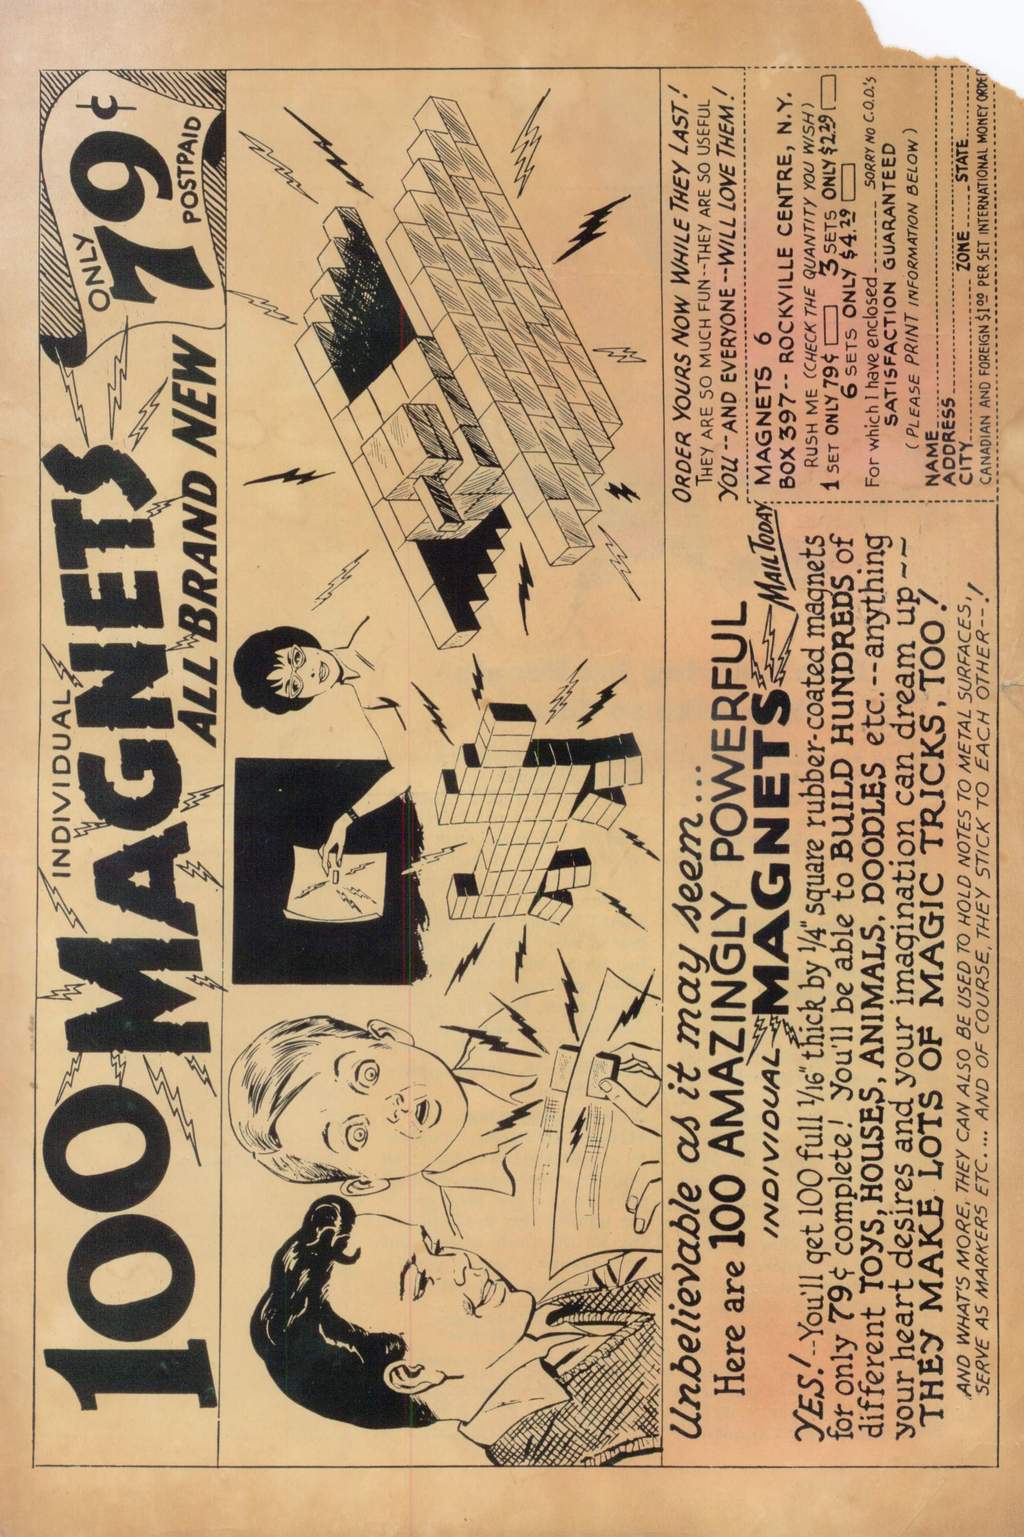 100 INDIVIDUAL MAGNETS
ALL BRAND NEW
ONLY
79¢
POSTPAID
Unbelievable as it may seem...
Here are 100 AMAZINGLY POWERFUL
INDIVIDUAL MAGNETS
YES!--You'll get 100 full 1/16" thick by 1/4" square rubber-coated magnets
for only 79¢ complete! You'll be able to BUILD HUNDREDS of
different TOYS, HOUSES, ANIMALS, DOODLES etc.--anything
your heart desires and your imagination can dream up~~
THEY MAKE LOTS OF MAGIC TRICKS, TOO!
AND WHAT'S MORE, THEY CAN ALSO BE USED TO HOLD NOTES TO METAL SURFACES,
SERVE AS MARKERS ETC... AND OF COURSE, THEY STICK TO EACH OTHER--!
ORDER YOURS NOW WHILE THEY LAST!
THEY ARE SO MUCH FUN--THEY ARE SO USEFUL
YOU--AND EVERYONE--WILL LOVE THEM!
MAIL TODAY
MAGNETS 6
BOX 397-- ROCKVILLE CENTRE, N.Y.
RUSH ME (CHECK THE QUANTITY YOU WISH)
1 SET ONLY 79¢ 3 SETS ONLY $2.29
6 SETS ONLY $4.29
For which I have enclosed SORRY NO C.O.D.'s
SATISFACTION GUARANTEED
(PLEASE PRINT INFORMATION BELOW)
NAME
ADDRESS
CITY ZONE STATE
CANADIAN AND FOREIGN $1.00 PER SET INTERNATIONAL MONEY ORDER